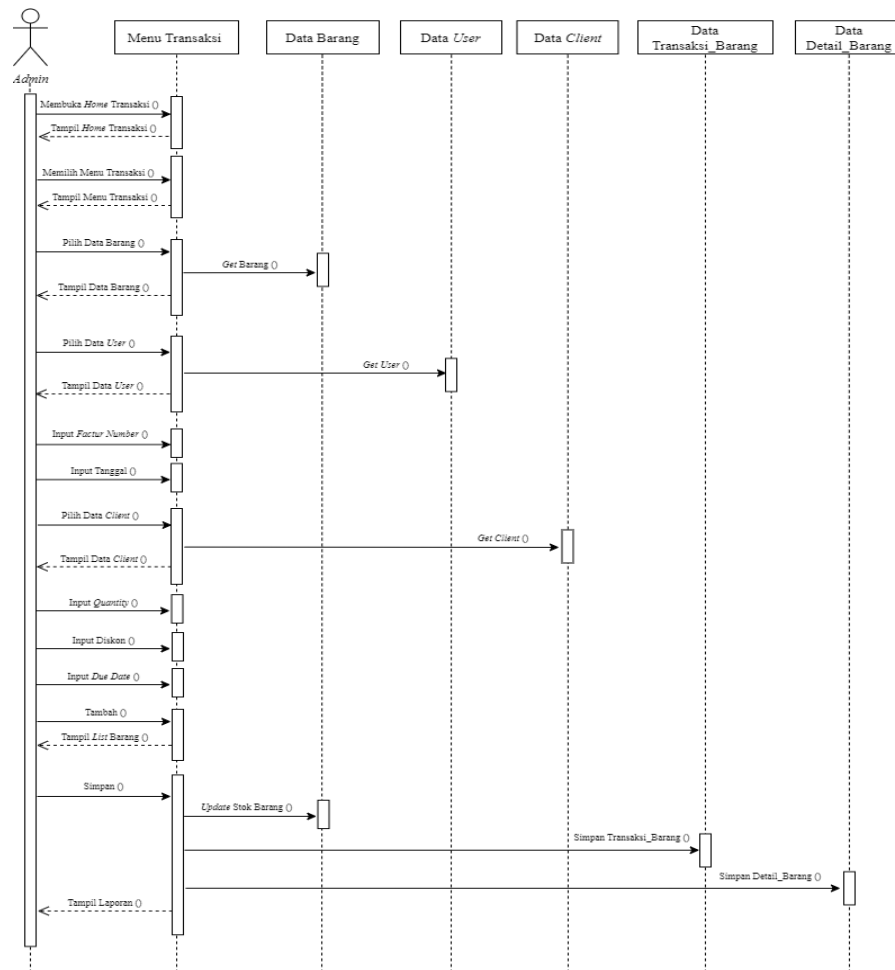 Menu Transaksi
Data Barang
Data User
Data Client
Data
Transaksi_Barang
Data
Detail_Barang
Admin
Membuka Home Transaksi ()
Tampil Home Transaksi ()
Memilih Menu Transaksi ()
Tampil Menu Transaksi ()
Pilih Data Barang ()
Get Barang ()
Tampil Data Barang ()
Pilih Data User ()
Get User ()
Tampil Data User ()
Input Factur Number ()
Input Tanggal ()
Pilih Data Client ()
Get Client ()
Tampil Data Client ()
Input Quantity ()
Input Diskon ()
Input Due Date ()
Tambah ()
Tampil List Barang ()
Simpan ()
Update Stok Barang ()
Simpan Transaksi_Barang ()
Simpan Detail_Barang ()
Tampil Laporan ()